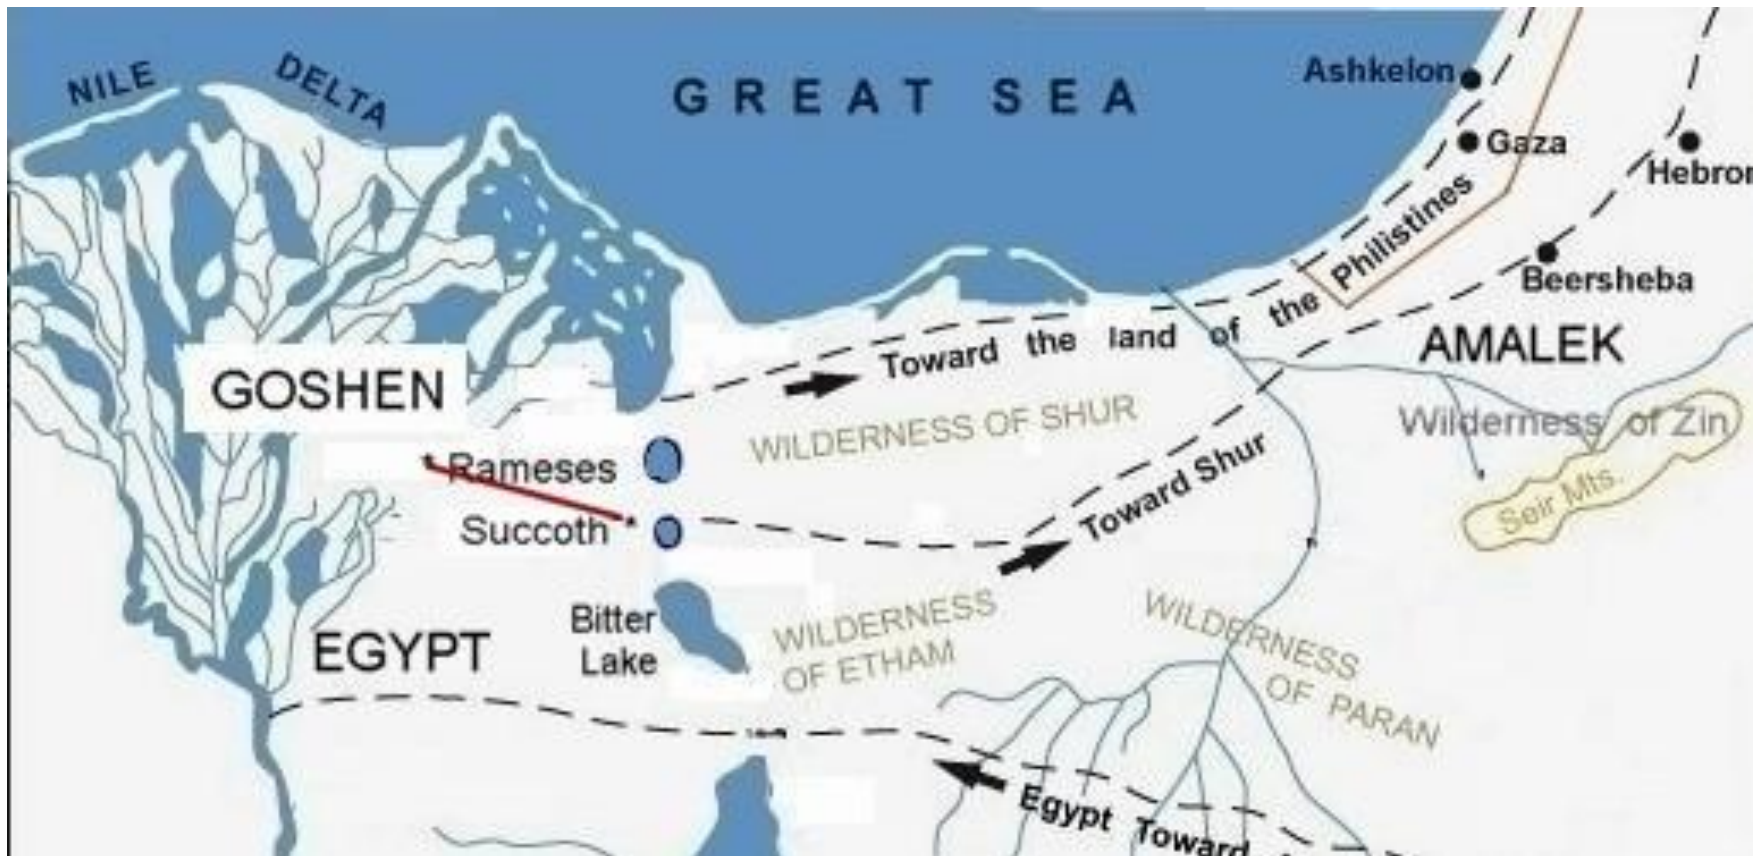 NILE DELTA
GREAT SEA
Ashkelon
Gaza
Hebron
Philistines
Beersheba
Toward the land of the
AMALEK
GOSHEN
WILDERNESS OF SHUR
Wilderness of Zin
Rameses
Toward Shur
Seir Mts.
Succoth
Bitter
Lake
WILDERNESS
OF ETHAM
WILDERNESS
OF PARAN
EGYPT
Egypt Toward